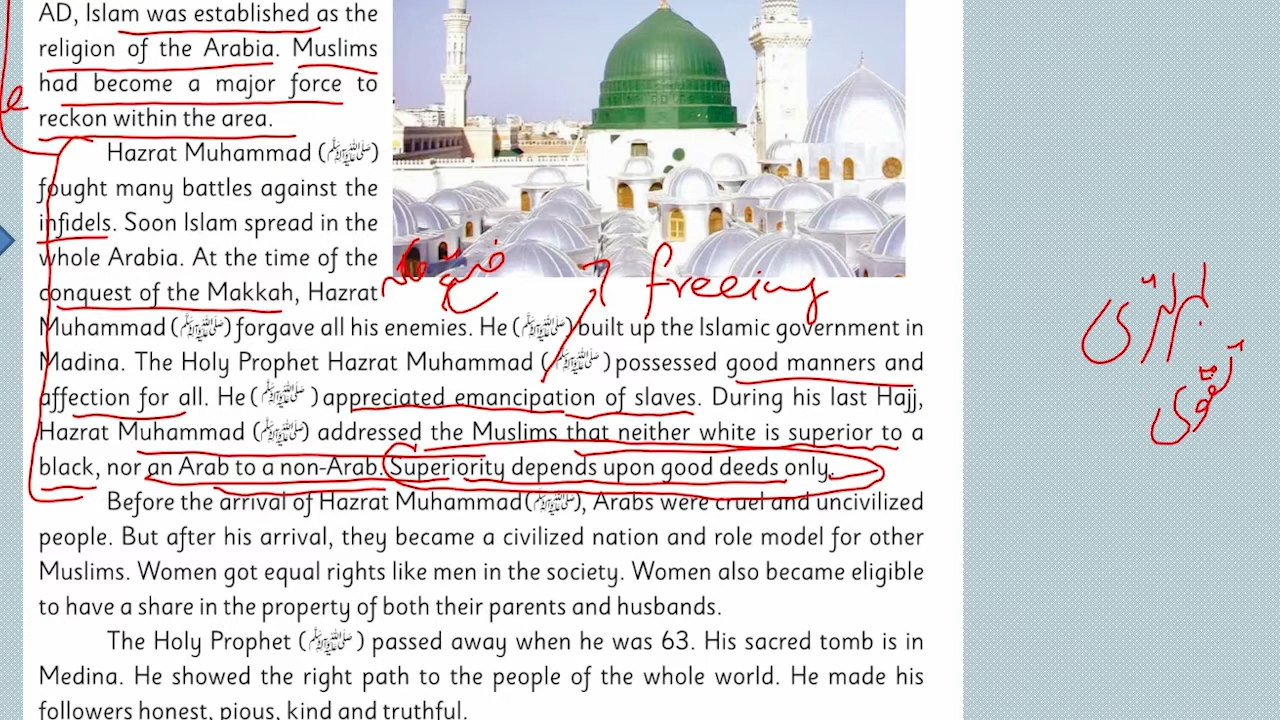 AD, Islam was established as the
religion of the Arabia. Muslims
had become a major force to
reckon within the area.
Hazrat Muhammad (ﷺ)
fought many battles against the
infidels. Soon Islam spread in the
whole Arabia. At the time of the
conquest of the Makkah, Hazrat
Muhammad (ﷺ) forgave all his enemies. He (ﷺ) built up the Islamic government in
Madina. The Holy Prophet Hazrat Muhammad (ﷺ) possessed good manners and
affection for all. He (ﷺ) appreciated emancipation of slaves. During his last Hajj,
Hazrat Muhammad (ﷺ) addressed the Muslims that neither white is superior to a
black, nor an Arab to a non-Arab. Superiority depends upon good deeds only.
Before the arrival of Hazrat Muhammad(ﷺ), Arabs were cruel and uncivilized
people. But after his arrival, they became a civilized nation and role model for other
Muslims. Women got equal rights like men in the society. Women also became eligible
to have a share in the property of both their parents and husbands.
The Holy Prophet (ﷺ) passed away when he was 63. His sacred tomb is in
Medina. He showed the right path to the people of the whole world. He made his
followers honest, pious, kind and truthful.
فتح مکہ
freeing
برتری
تقوی